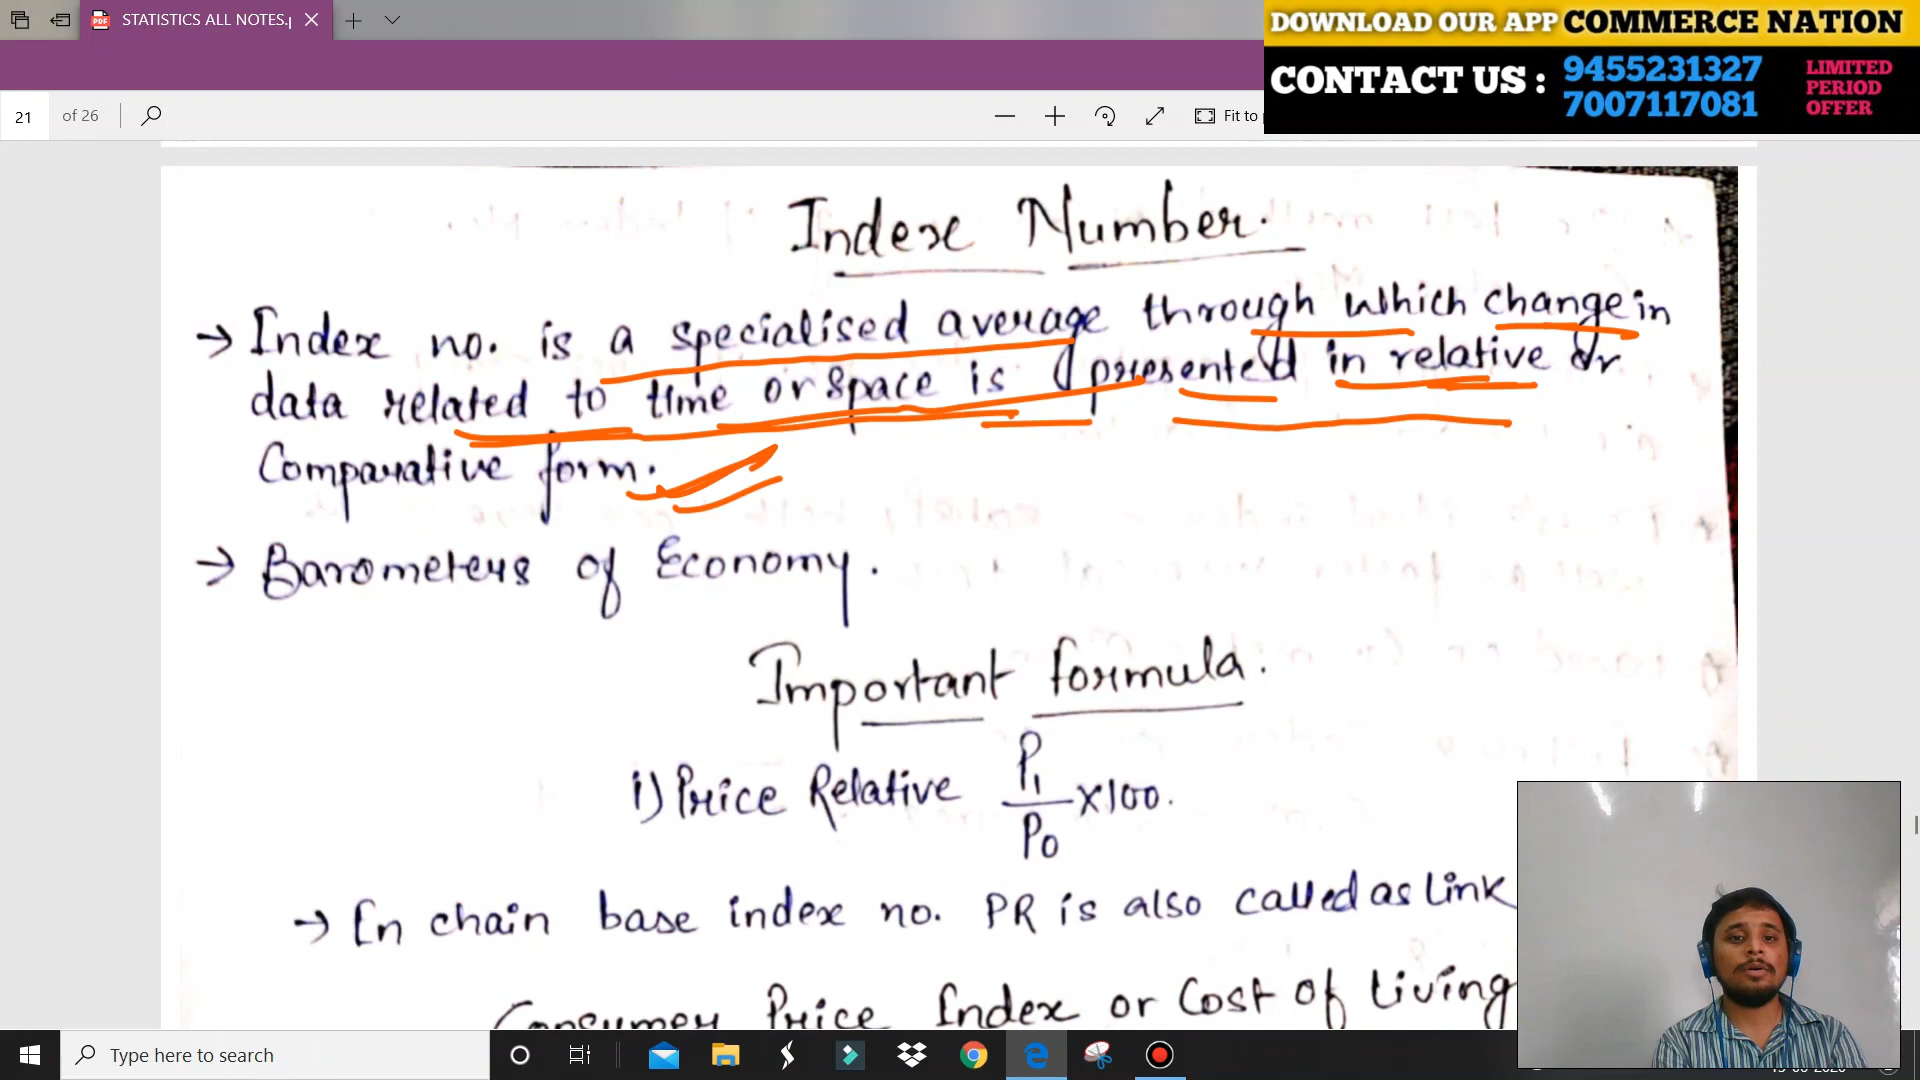 STATISTICS ALL NOTES.p
DOWNLOAD OUR APP COMMERCE NATION
CONTACT US : 9455231327
7007117081
LIMITED
PERIOD
OFFER
21 of 26
Fit to
Index Number.
→ Index no. is a specialised average through which change in
data related to time or space is presented in relative or
Comparative form.
→ Barometers of Economy.
Important formula.
i) Price Relative P1/P0 ×100.
→ In chain base index no. PR is also called as Link
Consumer Price Index or Cost of Living
Type here to search